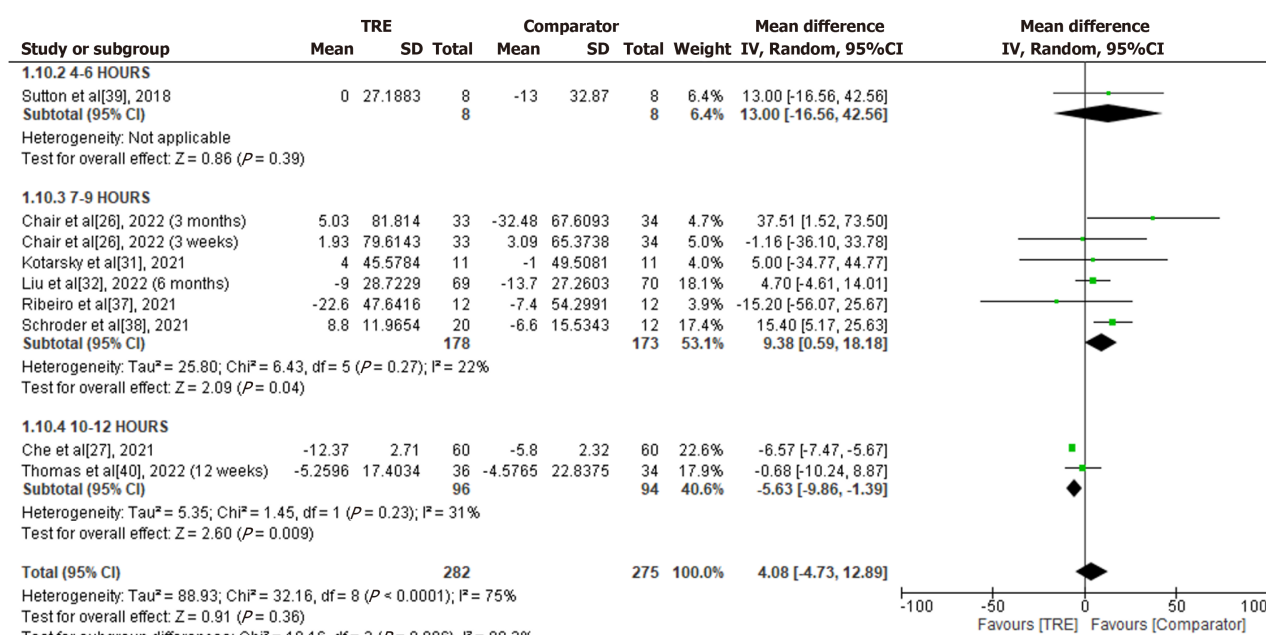 TRE Comparator Mean difference Mean difference
Study or subgroup Mean SD Total Mean SD Total Weight IV, Random, 95%CI IV, Random, 95%CI
1.10.2 4-6 HOURS
Sutton et al[39], 2018 0 27.1883 8 -13 32.87 8 6.4% 13.00 [-16.56, 42.56]
Subtotal (95% CI) 8 8 6.4% 13.00 [-16.56, 42.56]
Heterogeneity: Not applicable
Test for overall effect: Z = 0.86 (P = 0.39)
1.10.3 7-9 HOURS
Chair et al[26], 2022 (3 months) 5.03 81.814 33 -32.48 67.6093 34 4.7% 37.51 [1.52, 73.50]
Chair et al[26], 2022 (3 weeks) 1.93 79.6143 33 3.09 65.3738 34 5.0% -1.16 [-36.10, 33.78]
Kotarsky et al[31], 2021 4 45.5784 11 -1 49.5081 11 4.0% 5.00 [-34.77, 44.77]
Liu et al[32], 2022 (6 months) -9 28.7229 69 -13.7 27.2603 70 18.1% 4.70 [-4.61, 14.01]
Ribeiro et al[37], 2021 -22.6 47.6416 12 -7.4 54.2991 12 3.9% -15.20 [-56.07, 25.67]
Schroder et al[38], 2021 8.8 11.9654 20 -6.6 15.5343 12 17.4% 15.40 [5.17, 25.63]
Subtotal (95% CI) 178 173 53.1% 9.38 [0.59, 18.18]
Heterogeneity: Tau² = 25.80; Chi² = 6.43, df = 5 (P = 0.27); I² = 22%
Test for overall effect: Z = 2.09 (P = 0.04)
1.10.4 10-12 HOURS
Che et al[27], 2021 -12.37 2.71 60 -5.8 2.32 60 22.6% -6.57 [-7.47, -5.67]
Thomas et al[40], 2022 (12 weeks) -5.2596 17.4034 36 -4.5765 22.8375 34 17.9% -0.68 [-10.24, 8.87]
Subtotal (95% CI) 96 94 40.6% -5.63 [-9.86, -1.39]
Heterogeneity: Tau² = 5.35; Chi² = 1.45, df = 1 (P = 0.23); I² = 31%
Test for overall effect: Z = 2.60 (P = 0.009)
Total (95% CI) 282 275 100.0% 4.08 [-4.73, 12.89]
Heterogeneity: Tau² = 88.93; Chi² = 32.16, df = 8 (P < 0.0001); I² = 75%
Test for overall effect: Z = 0.91 (P = 0.36)
-100 -50 0 50 100
Favours [TRE] Favours [Comparator]